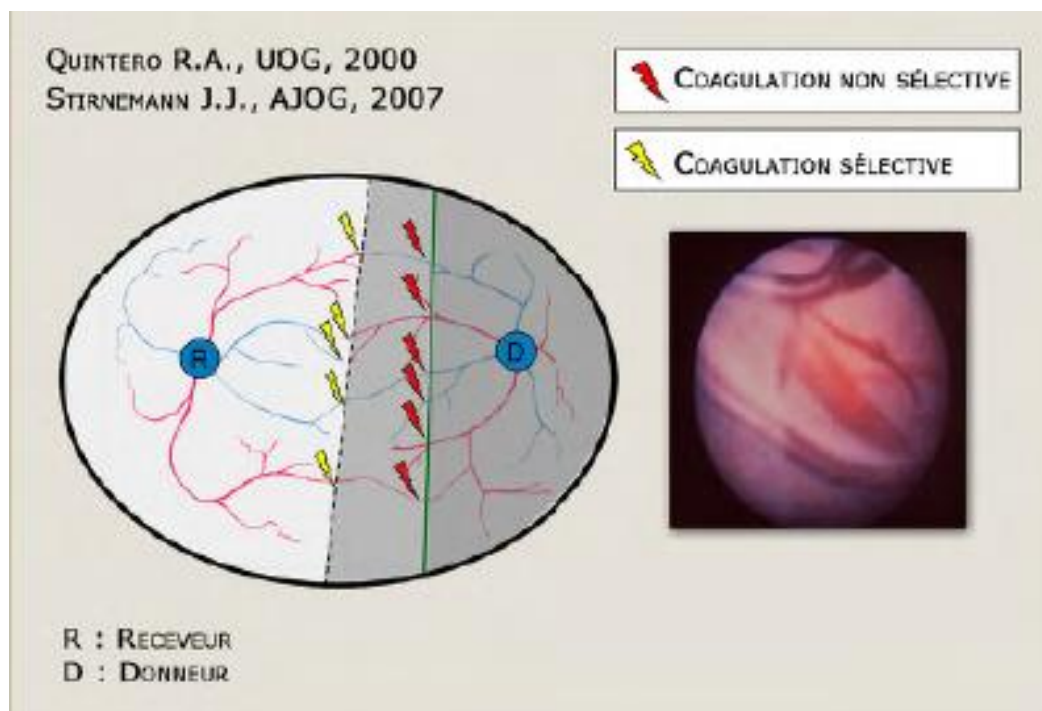 QUINTERO R.A., UOG, 2000
STIRNEMANN J.J., AJOG, 2007
COAGULATION NON SÉLECTIVE
COAGULATION SÉLECTIVE
R
D
R : RECEVEUR
D : DONNEUR